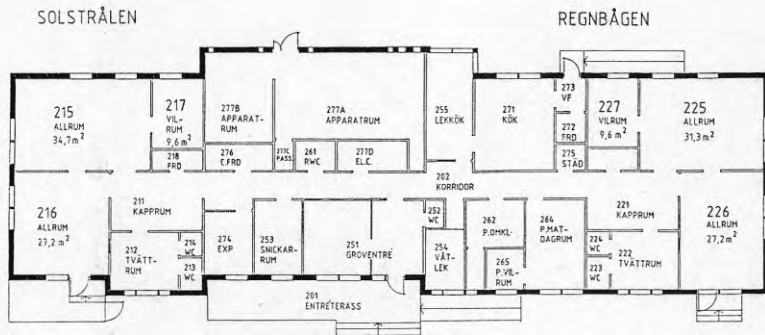 SOLSTRÅLEN
REGNBÅGEN
215
ALLRUM
34,7 m²
217
VIL-
RUM
9,6 m²
218
FRD
277B
APPARAT-
RUM
277A
APPARATRUM
255
LEKKÖK
271
KÖK
273
VF
272
FRD
275
STÄD
227
VILRUM
9,6 m²
225
ALLRUM
31,3 m²
276
C.FRD
277C
PASS.
261
RWC
277D
EL.C.
202
KORRIDOR
216
ALLRUM
27,2 m²
211
KAPPRUM
212
TVÄTT-
RUM
214
WC
213
WC
274
EXP
253
SNICKAR-
RUM
251
GROVENTRÉ
252
WC
254
VÅT-
LEK
262
P.OMKL.
265
P.VIL-
RUM
264
P.MAT-
DAGRUM
221
KAPPRUM
224
WC
223
WC
222
TVÄTTRUM
226
ALLRUM
27,2 m²
201
ENTRÉTERASS